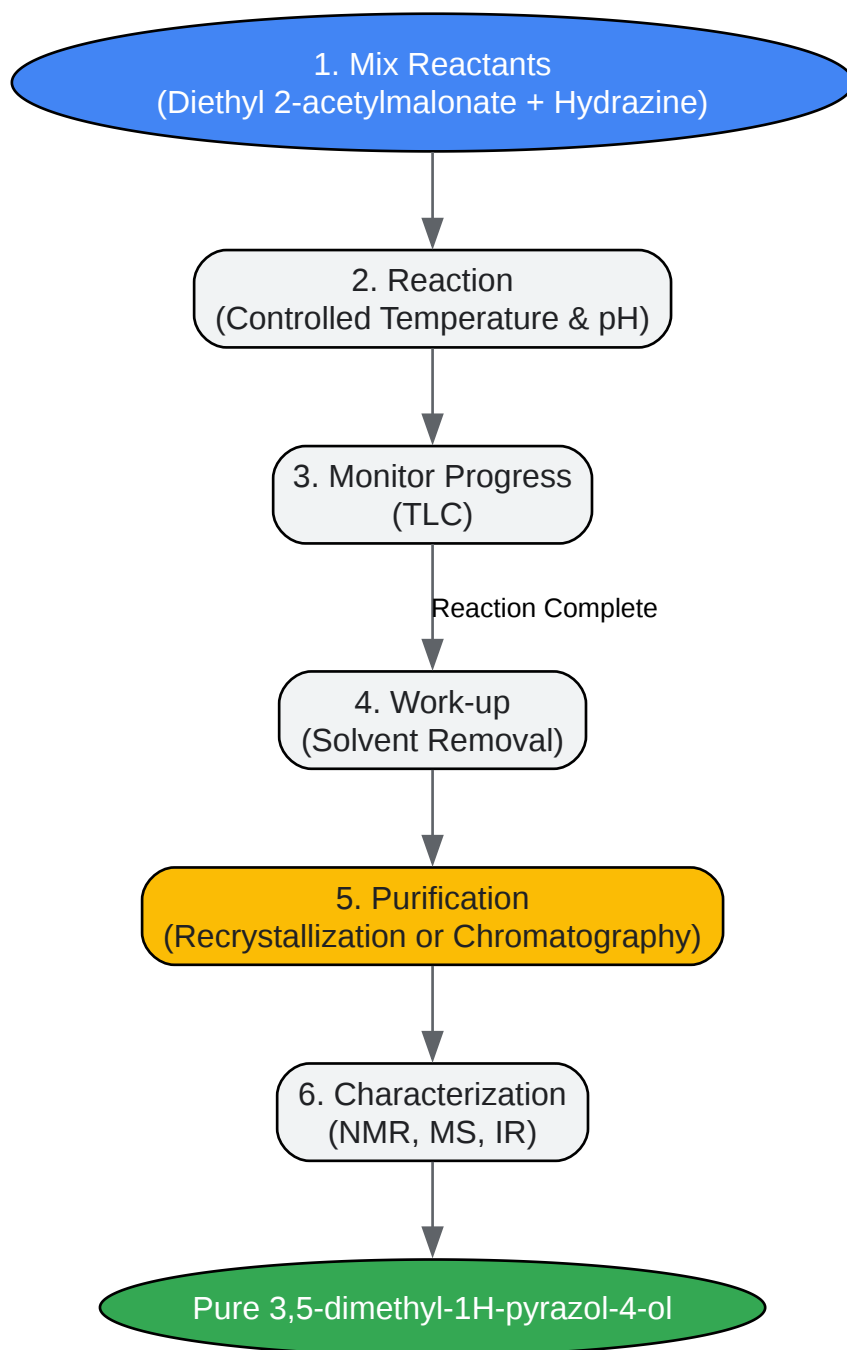 1. Mix Reactants
(Diethyl 2-acetylmalonate + Hydrazine)
2. Reaction
(Controlled Temperature & pH)
3. Monitor Progress
(TLC)
Reaction Complete
4. Work-up
(Solvent Removal)
5. Purification
(Recrystallization or Chromatography)
6. Characterization
(NMR, MS, IR)
Pure 3,5-dimethyl-1H-pyrazol-4-ol